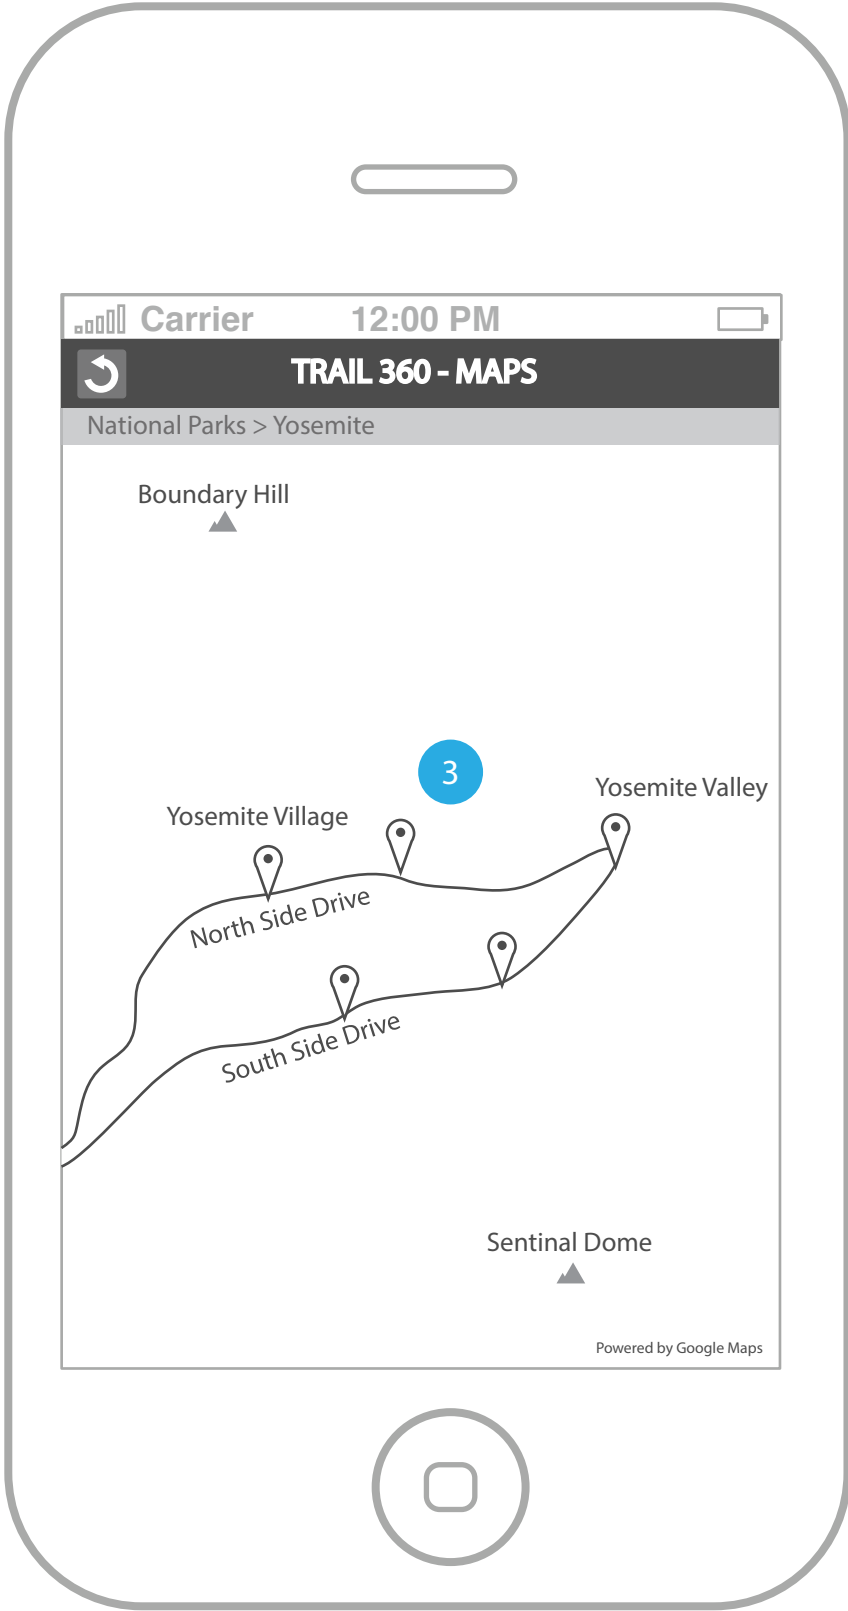 Carrier 12:00 PM
TRAIL 360 - MAPS
National Parks > Yosemite
Boundary Hill
3
Yosemite Valley
Yosemite Village
North Side Drive
South Side Drive
Sentinal Dome
Powered by Google Maps